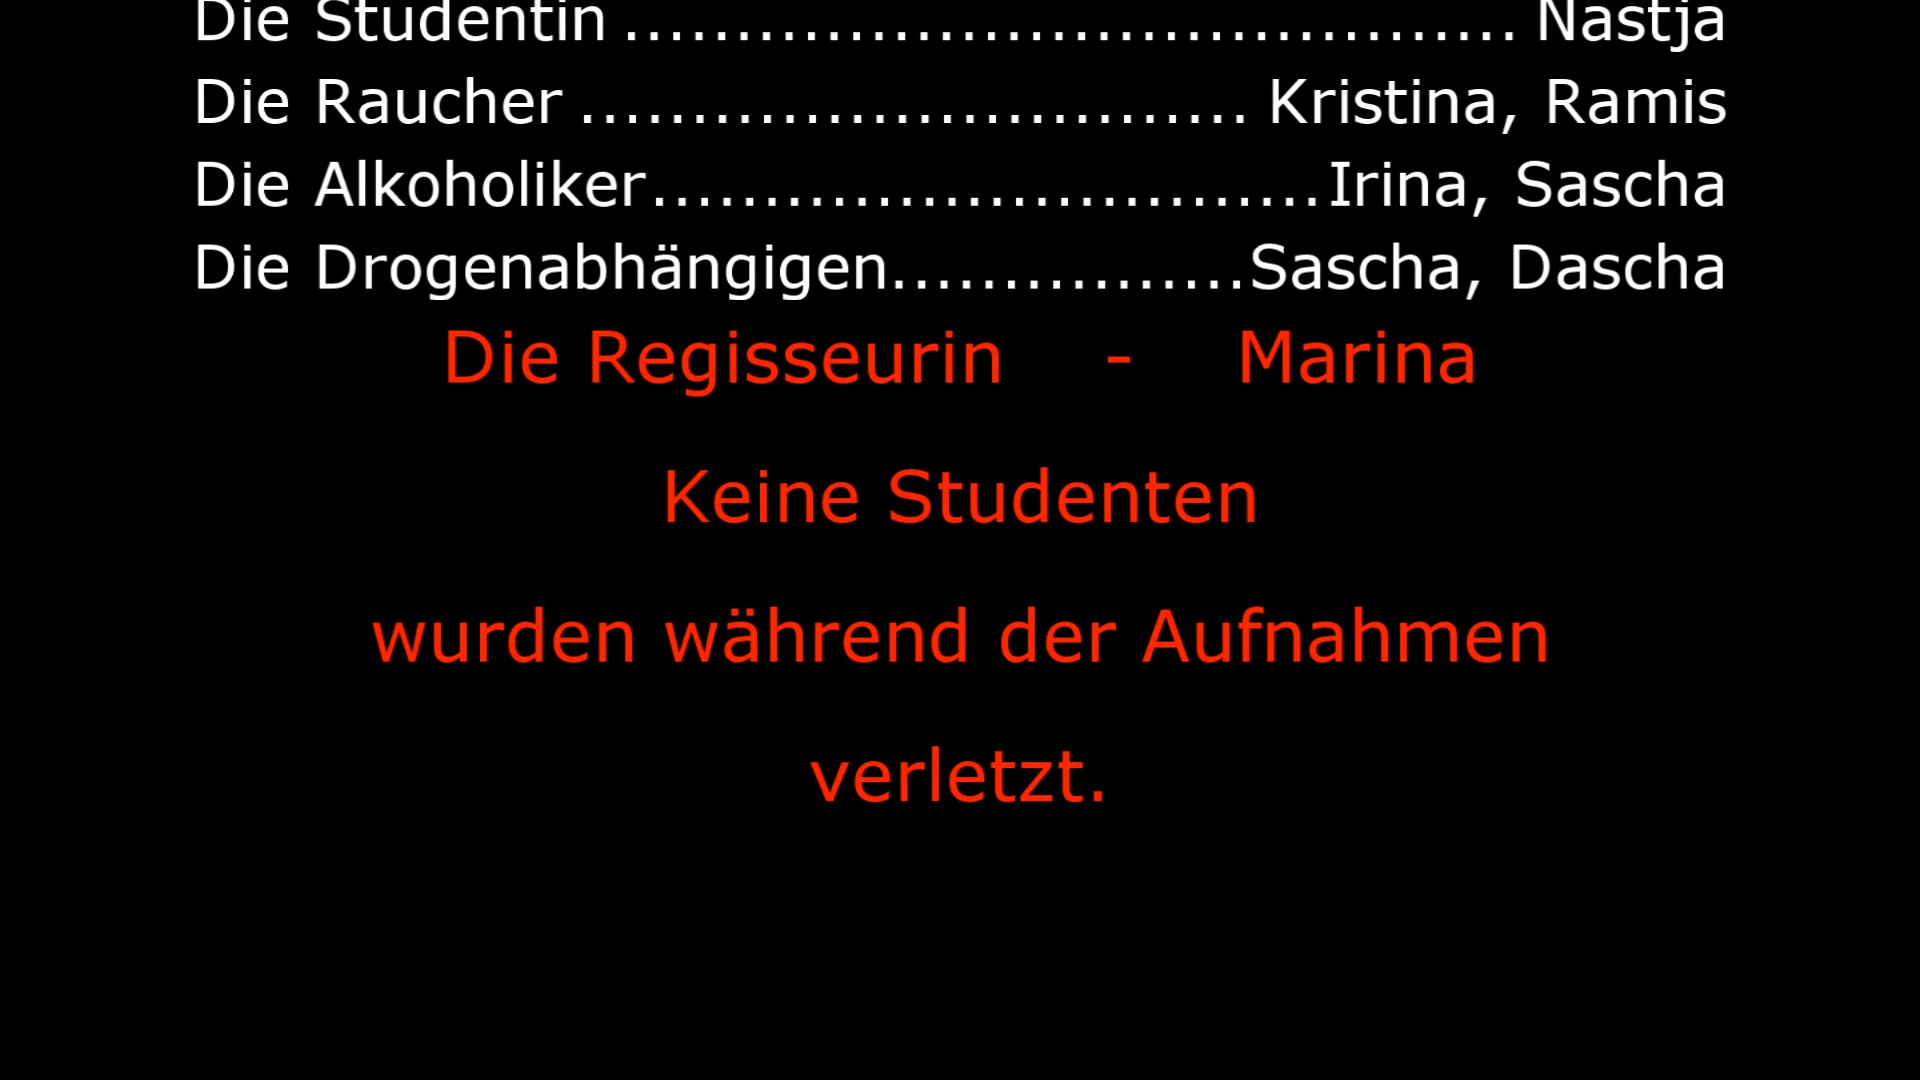 Die Studentin ........................................ Nastja
Die Raucher .............................. Kristina, Ramis
Die Alkoholiker..............................Irina, Sascha
Die Drogenabhängigen................Sascha, Dascha
Die Regisseurin - Marina
Keine Studenten
wurden während der Aufnahmen
verletzt.